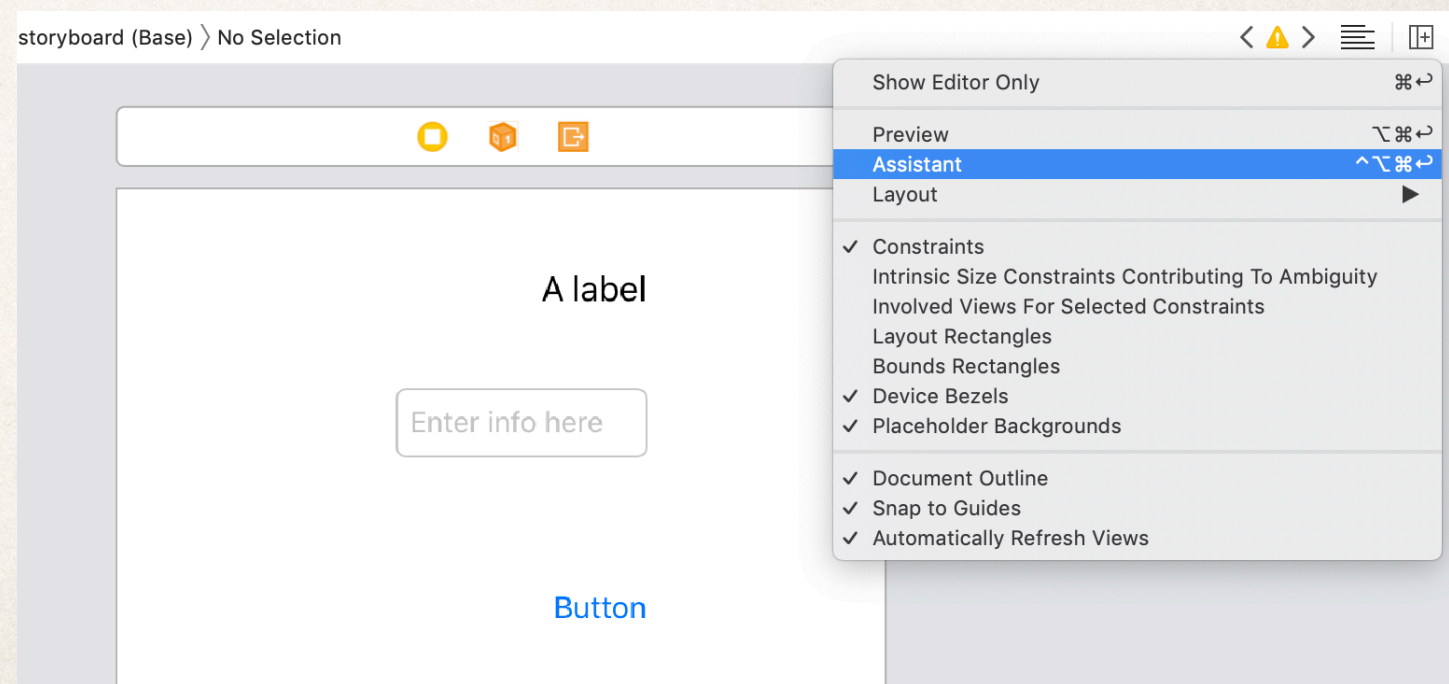 storyboard (Base) 〉 No Selection
Show Editor Only ⌘↩
Preview ⌥⌘↩
Assistant ^⌥⌘↩
Layout ▶
✓ Constraints
Intrinsic Size Constraints Contributing To Ambiguity
Involved Views For Selected Constraints
Layout Rectangles
Bounds Rectangles
✓ Device Bezels
✓ Placeholder Backgrounds
✓ Document Outline
✓ Snap to Guides
✓ Automatically Refresh Views
A label
Enter info here
Button